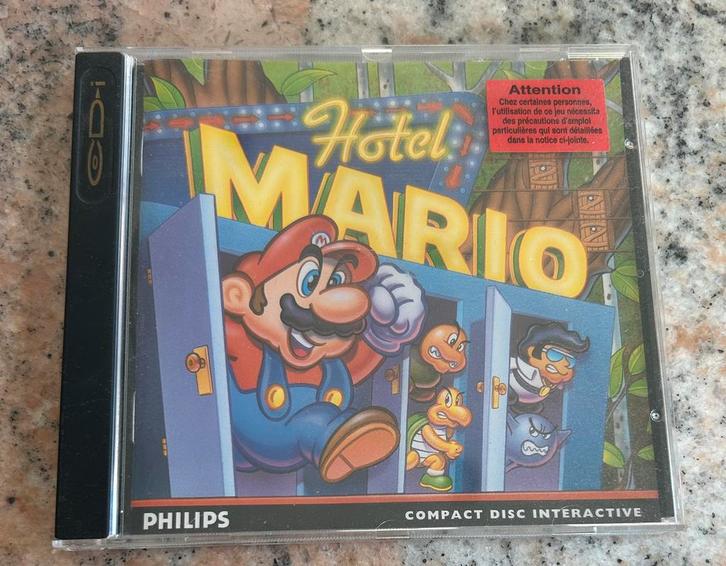 CD-i
Attention
Chez certaines personnes,
l'utilisation de ce jeu nécessita
des précautions d'emploi
particulières qui sont détaillées
dans la notice ci-jointe.
Hotel
MARIO
M
PHILIPS
COMPACT DISC INTERACTIVE